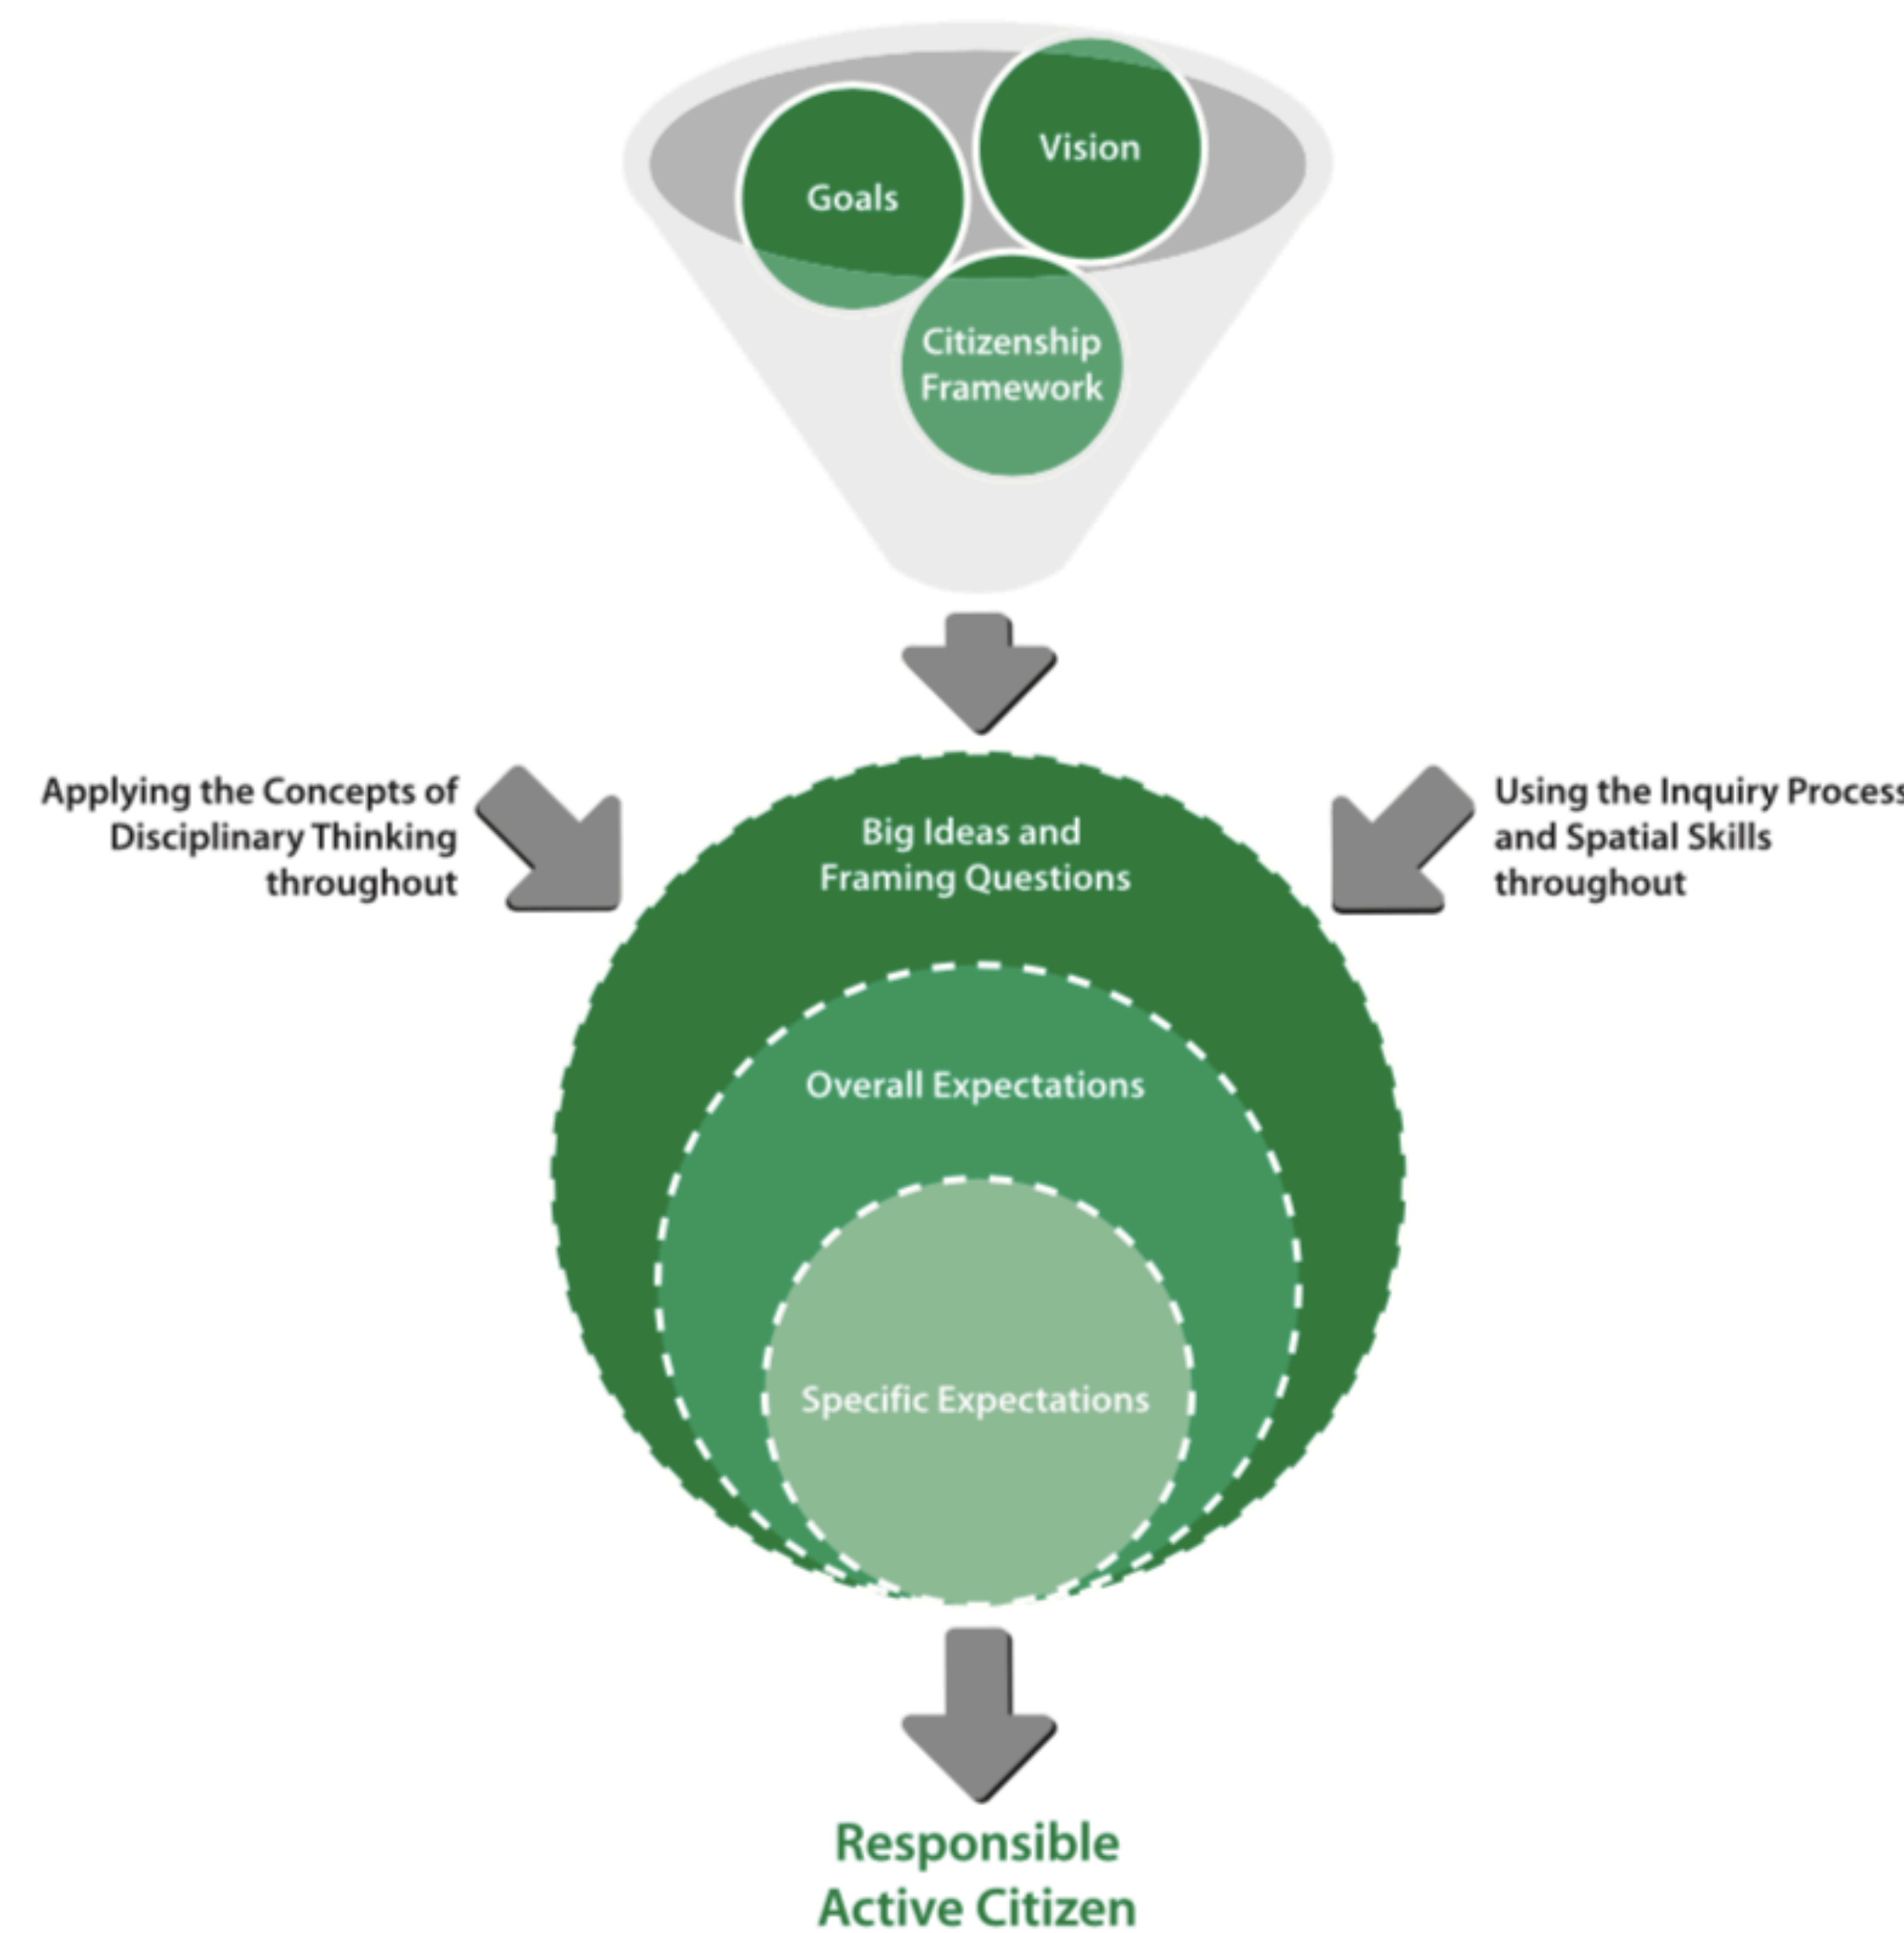 Vision
Goals
Citizenship
Framework
Applying the Concepts of
Disciplinary Thinking
throughout
Using the Inquiry Process
and Spatial Skills
throughout
Big Ideas and
Framing Questions
Overall Expectations
Specific Expectations
Responsible
Active Citizen